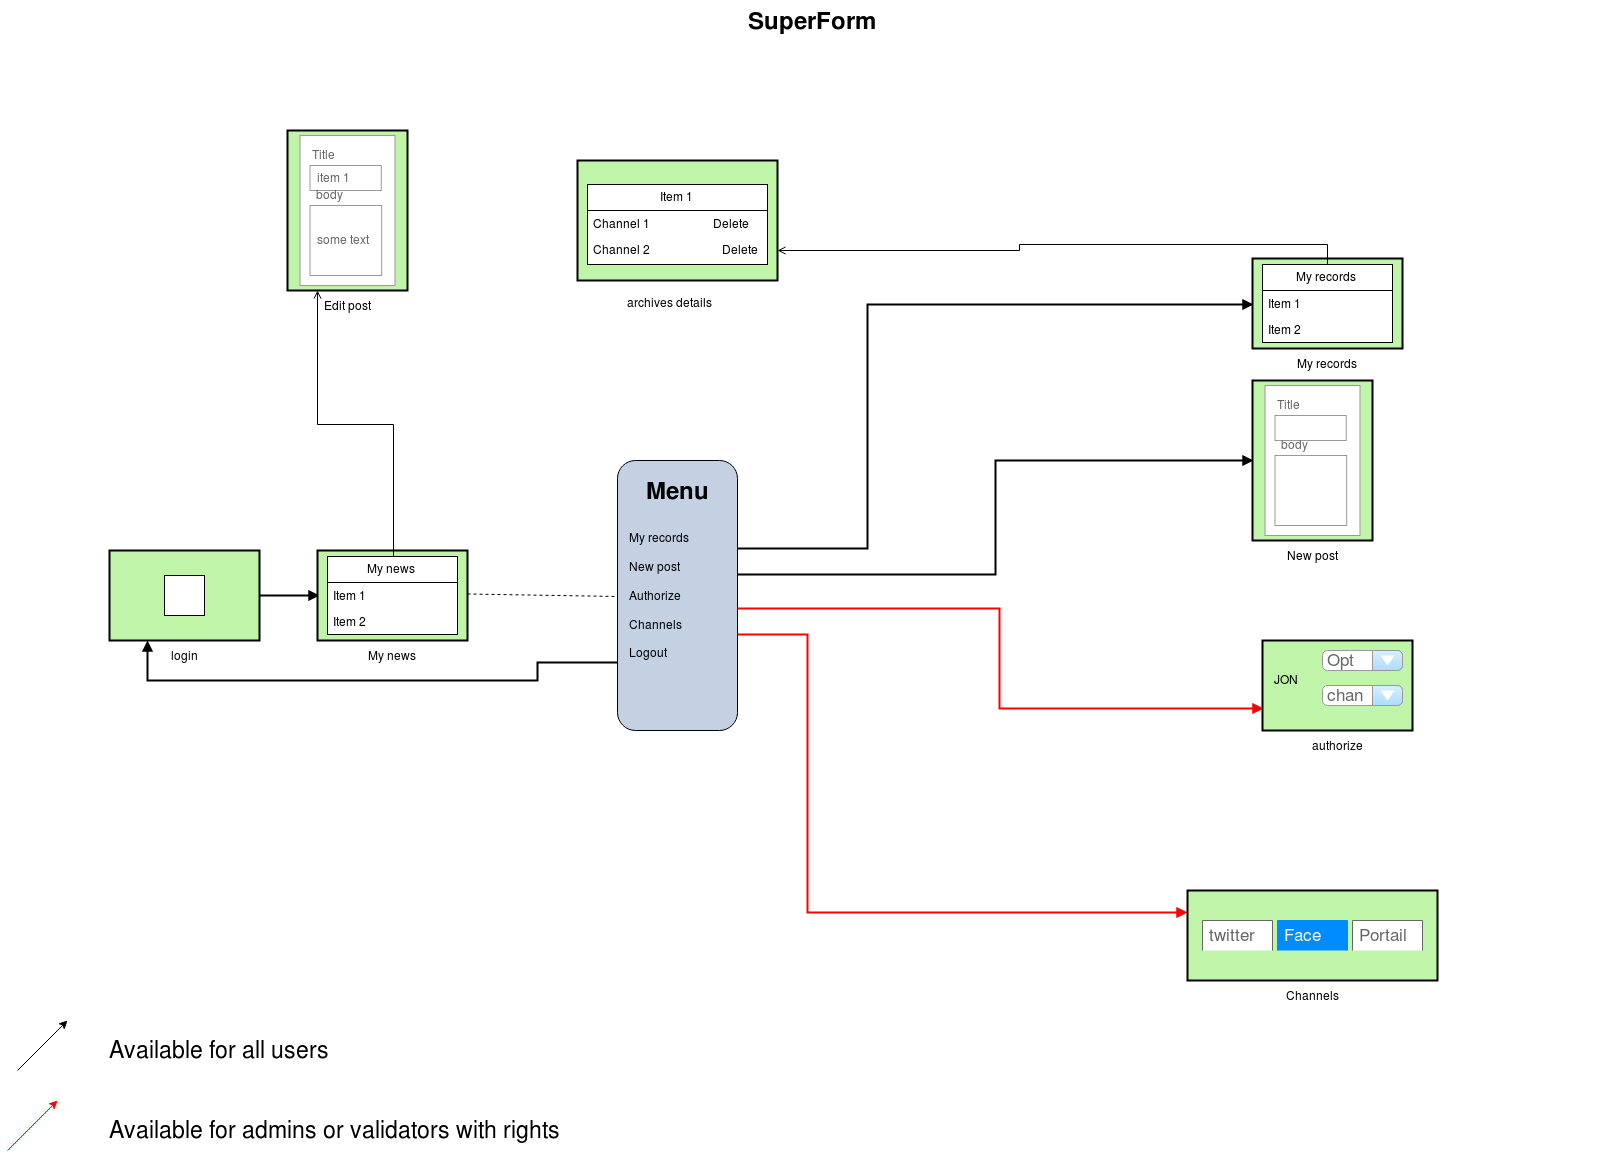 SuperForm
Title
item 1
body
some text
Edit post
Item 1
Channel 1 Delete
Channel 2 Delete
archives details
My records
Item 1
Item 2
My records
Title
body
New post
Menu
My records
New post
Authorize
Channels
Logout
login
My news
Item 1
Item 2
My news
Opt
JON
chan
authorize
twitter Face Portail
Channels
Available for all users
Available for admins or validators with rights